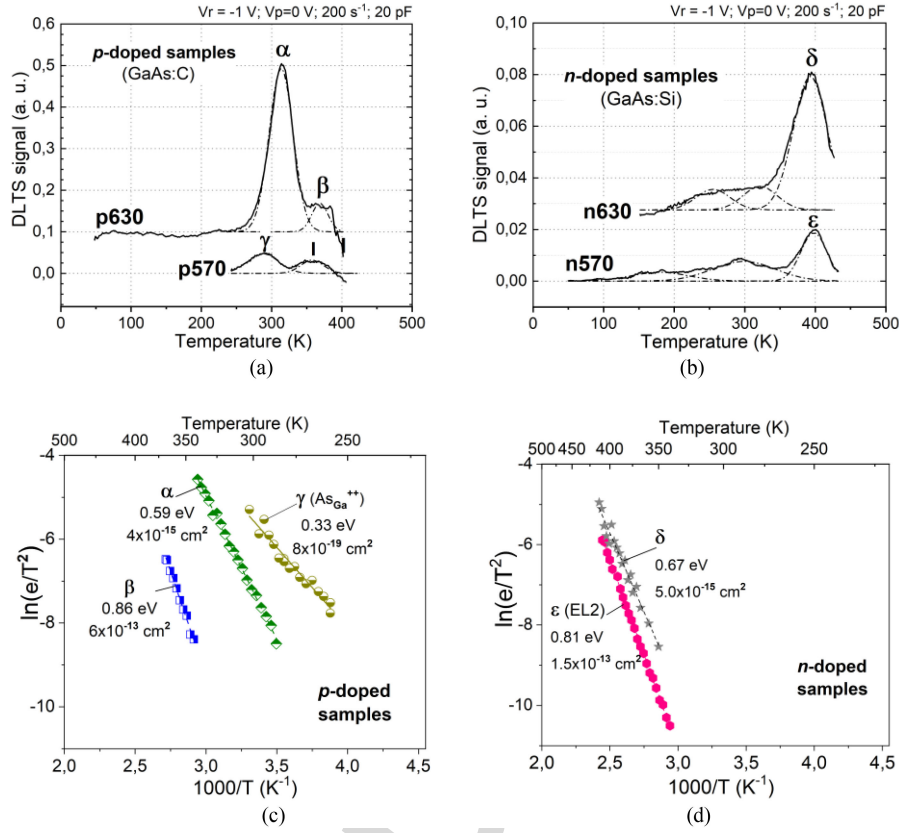 Vr = -1 V; Vp=0 V; 200 s⁻¹; 20 pF
p-doped samples
(GaAs:C)
α
β
p630
γ
I
p570
DLTS signal (a. u.)
0,5
0,4
0,3
0,2
0,1
0,0
0 100 200 300 400 500
Temperature (K)
(a)
Vr = -1 V; Vp=0 V; 200 s⁻¹; 20 pF
n-doped samples
(GaAs:Si)
δ
n630
ε
n570
DLTS signal (a. u.)
0,10
0,08
0,06
0,04
0,02
0,00
0 100 200 300 400 500
Temperature (K)
(b)
Temperature (K)
500 450 400 350 300 250
α
0.59 eV
4x10⁻¹⁵ cm²
γ (As_Ga⁺⁺)
0.33 eV
8x10⁻¹⁹ cm²
β
0.86 eV
6x10⁻¹³ cm²
p-doped
samples
ln(e/T²)
-4
-6
-8
-10
2,0 2,5 3,0 3,5 4,0 4,5
1000/T (K⁻¹)
(c)
Temperature (K)
500 450 400 350 300 250
δ
0.67 eV
5.0x10⁻¹⁵ cm²
ε (EL2)
0.81 eV
1.5x10⁻¹³ cm²
n-doped
samples
ln(e/T²)
-4
-6
-8
-10
2,0 2,5 3,0 3,5 4,0 4,5
1000/T (K⁻¹)
(d)